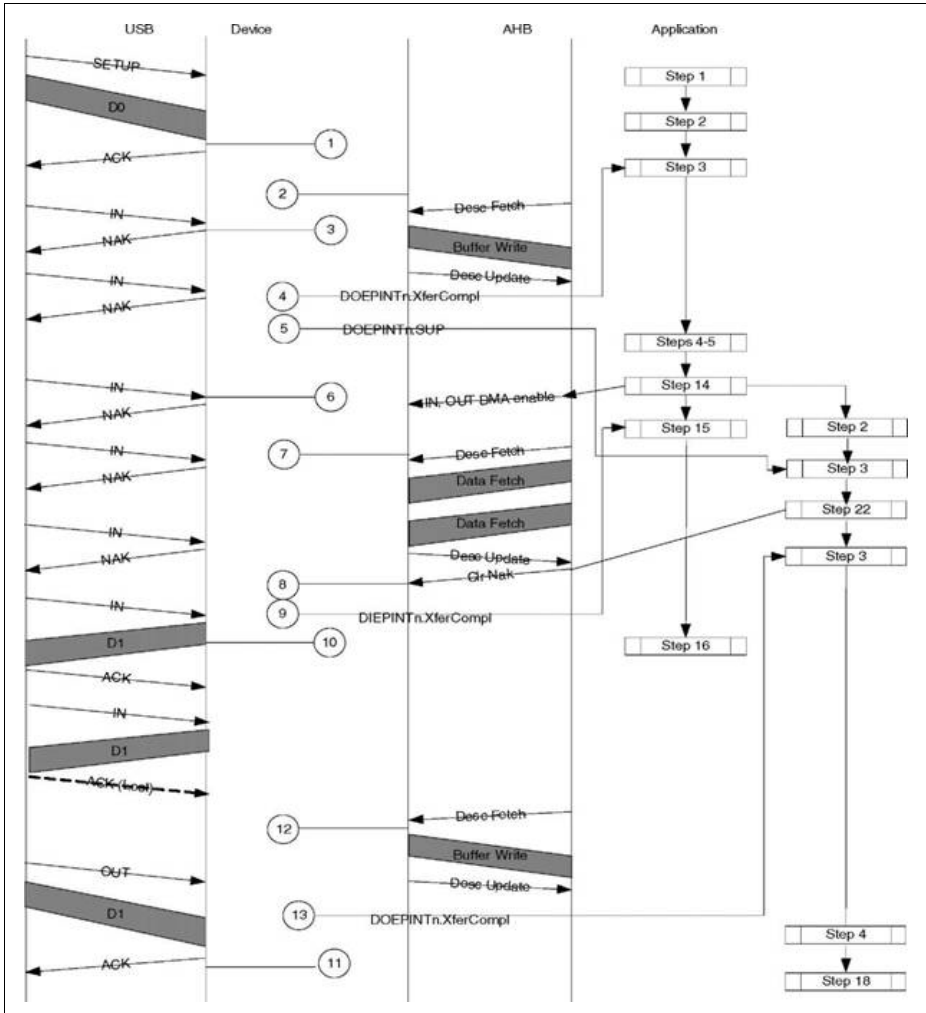 USB Device AHB Application
SETUP
Step 1
D0
Step 2
1
ACK
Step 3
2
Desc Fetch
IN
3
NAK
Buffer Write
IN
Desc Update
4
DOEPINTn.XferCompl
NAK
5
DOEPINTn.SUP
Steps 4-5
IN
Step 14
6
IN, OUT DMA enable
NAK
Step 15
Step 2
IN
7
Desc Fetch
Step 3
NAK
Data Fetch
Step 22
IN
Data Fetch
NAK
Desc Update
Step 3
8
Clr Nak
IN
9
DIEPINTn.XferCompl
D1
10
Step 16
ACK
IN
D1
ACK (Lost)
Desc Fetch
12
Buffer Write
OUT
Desc Update
D1
13
DOEPINTn.XferCompl
Step 4
ACK
11
Step 18